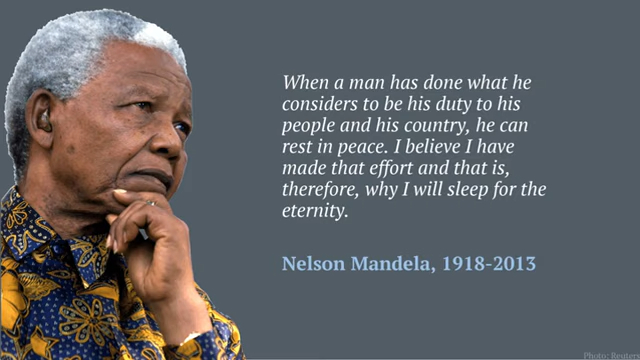 When a man has done what he
considers to be his duty to his
people and his country, he can
rest in peace. I believe I have
made that effort and that is,
therefore, why I will sleep for the
eternity.
Nelson Mandela, 1918-2013
Photo: Reuters